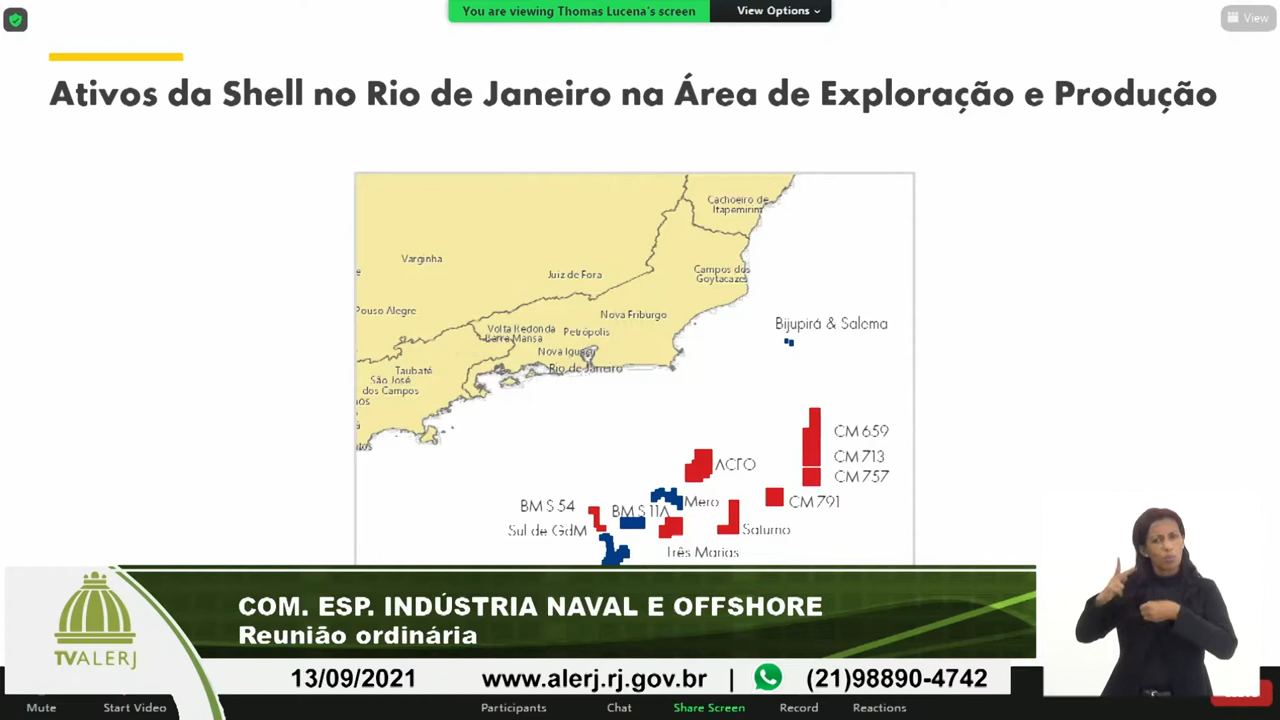 You are viewing Thomas Lucena's screen
View Options
View
Ativos da Shell no Rio de Janeiro na Área de Exploração e Produção
Cachoeiro de
Itapemirim
Varginha
Juiz de Fora
Campos dos
Goytacazes
Pouso Alegre
Nova Friburgo
Volta Redonda
Barra Mansa
Petrópolis
Nova Iguaçu
Rio de Janeiro
Taubaté
São José
dos Campos
Bijupirá & Salema
CM 659
CM 713
CM 757
CM 791
Mero
BM S 54
BM S 11A
Sul de GdM
Saturno
Três Marias
COM. ESP. INDÚSTRIA NAVAL E OFFSHORE
Reunião ordinária
TVALERJ
13/09/2021 www.alerj.rj.gov.br | (21)98890-4742
Mute
Start Video
Participants
Chat
Share Screen
Record
Reactions